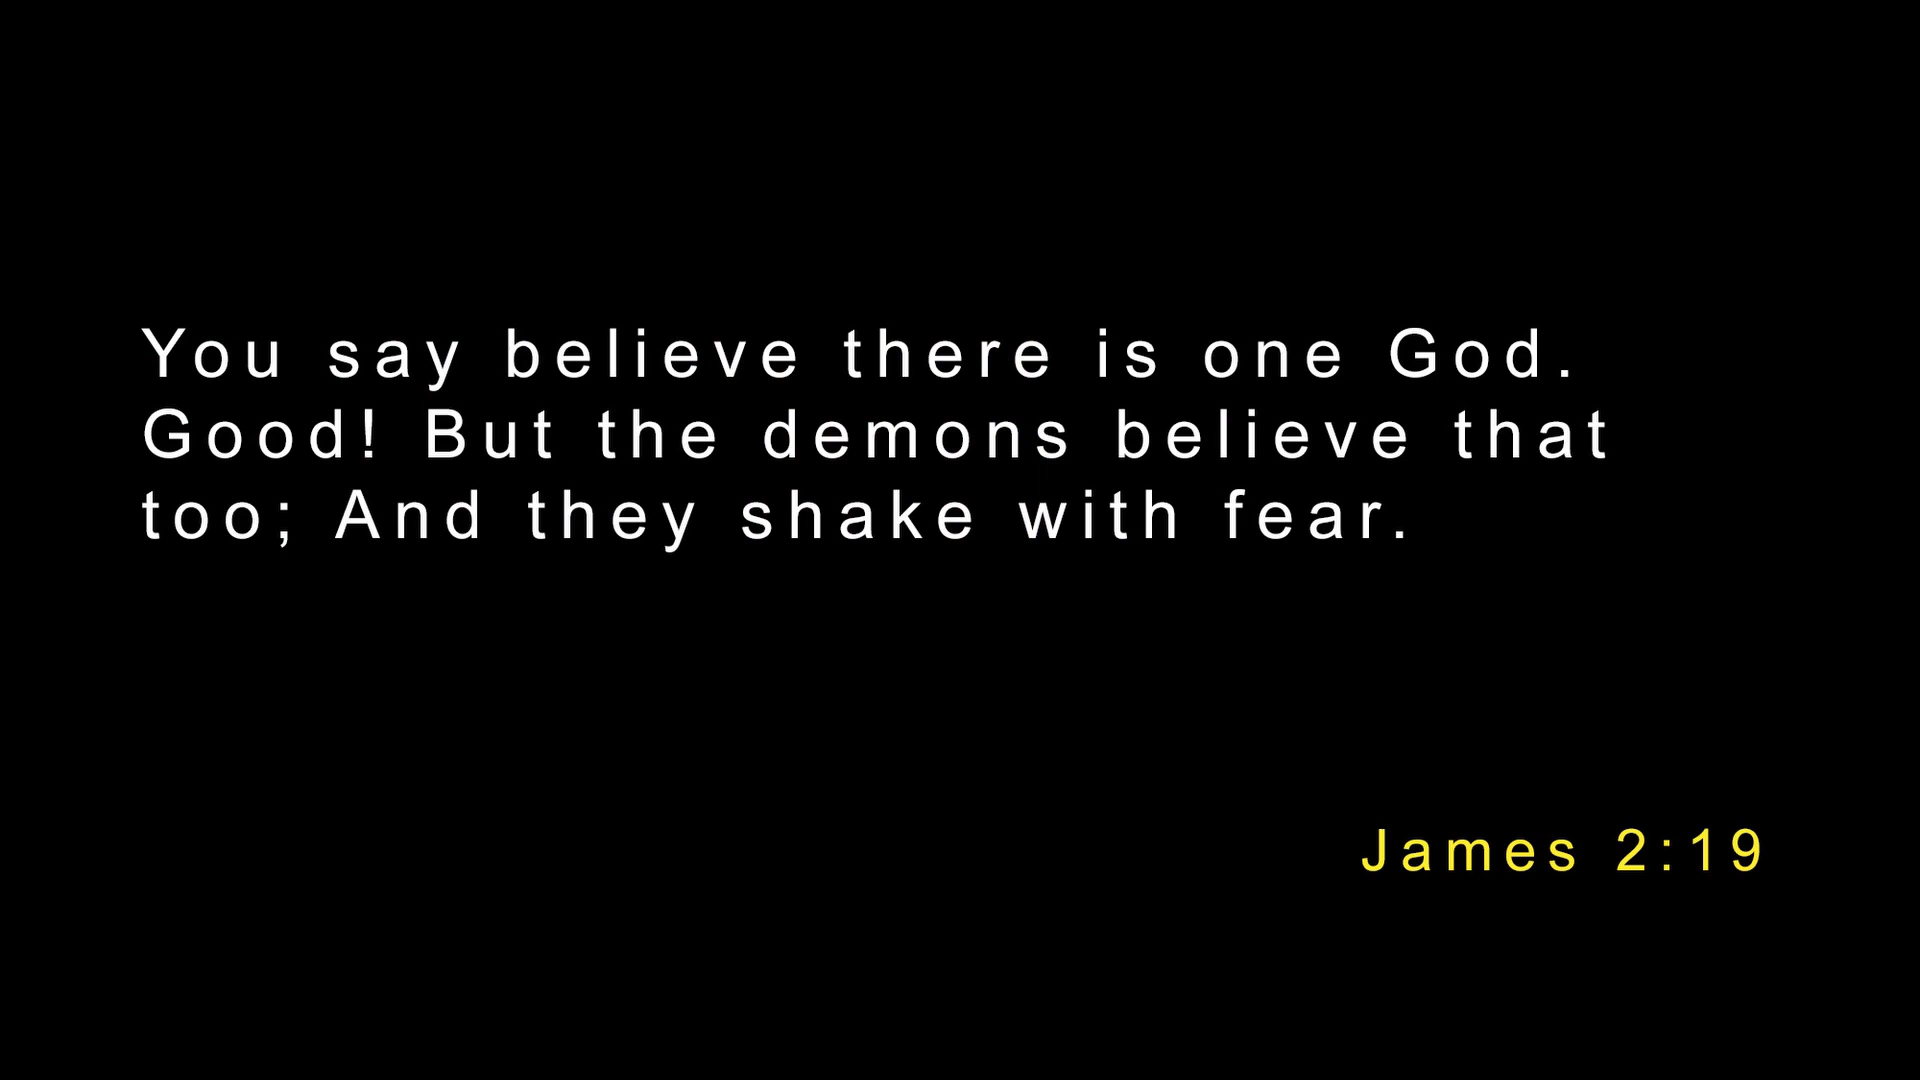 You say believe there is one God.
Good! But the demons believe that
too; And they shake with fear.
James 2:19